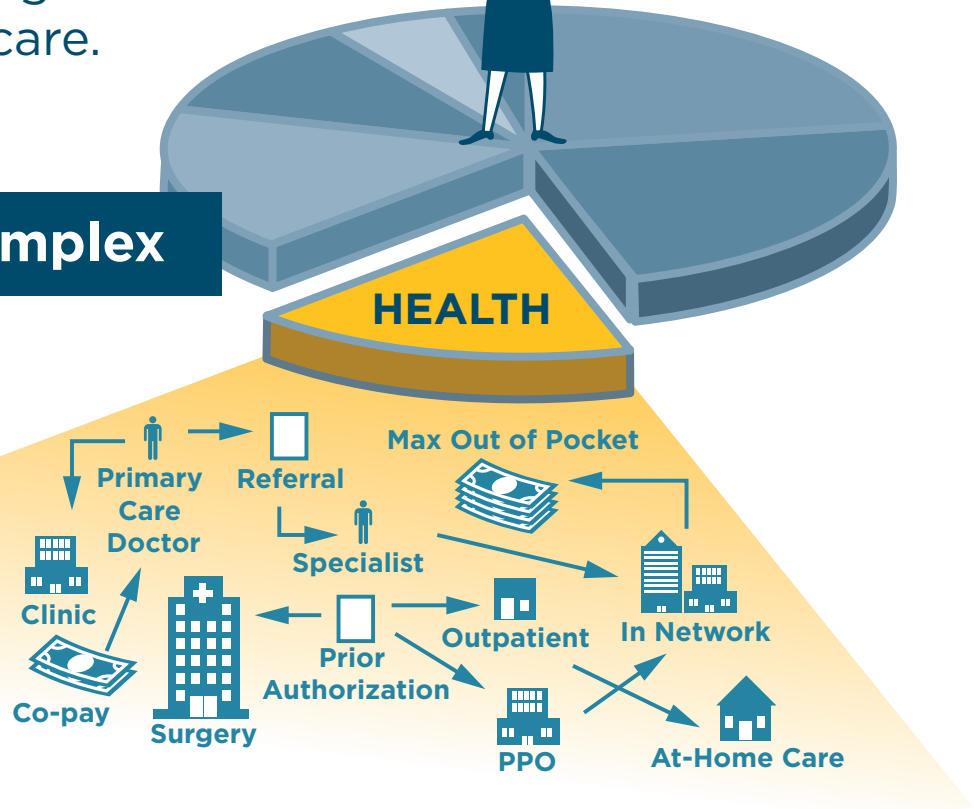 care.
mplex
HEALTH
Max Out of Pocket
Primary
Care
Doctor
Referral
Specialist
Clinic
In Network
Outpatient
Prior
Authorization
Co-pay
Surgery
PPO
At-Home Care